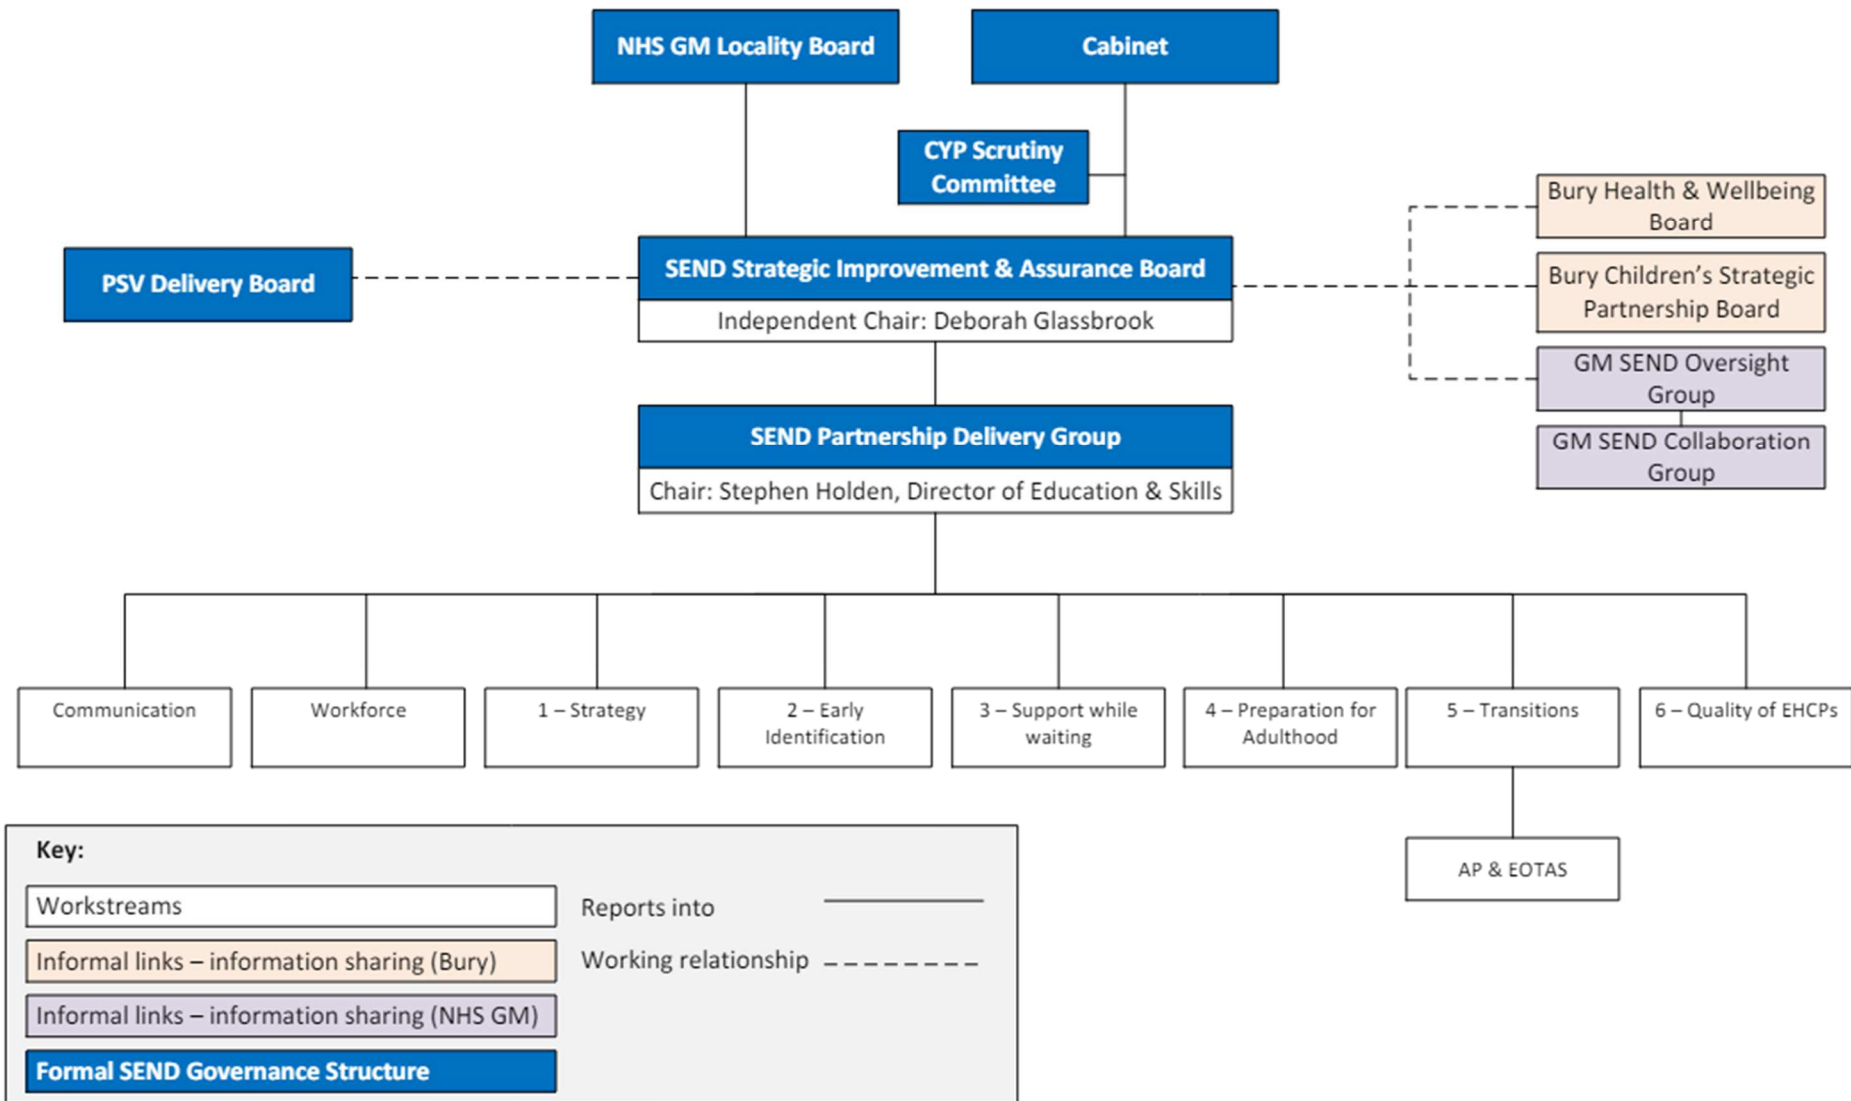 NHS GM Locality Board
Cabinet
CYP Scrutiny
Committee
Bury Health & Wellbeing
Board
PSV Delivery Board
SEND Strategic Improvement & Assurance Board
Independent Chair: Deborah Glassbrook
Bury Children’s Strategic
Partnership Board
GM SEND Oversight
Group
GM SEND Collaboration
Group
SEND Partnership Delivery Group
Chair: Stephen Holden, Director of Education & Skills
Communication
Workforce
1 – Strategy
2 – Early
Identification
3 – Support while
waiting
4 – Preparation for
Adulthood
5 – Transitions
6 – Quality of EHCPs
AP & EOTAS
Key:
Workstreams
Informal links – information sharing (Bury)
Informal links – information sharing (NHS GM)
Formal SEND Governance Structure
Reports into
Working relationship